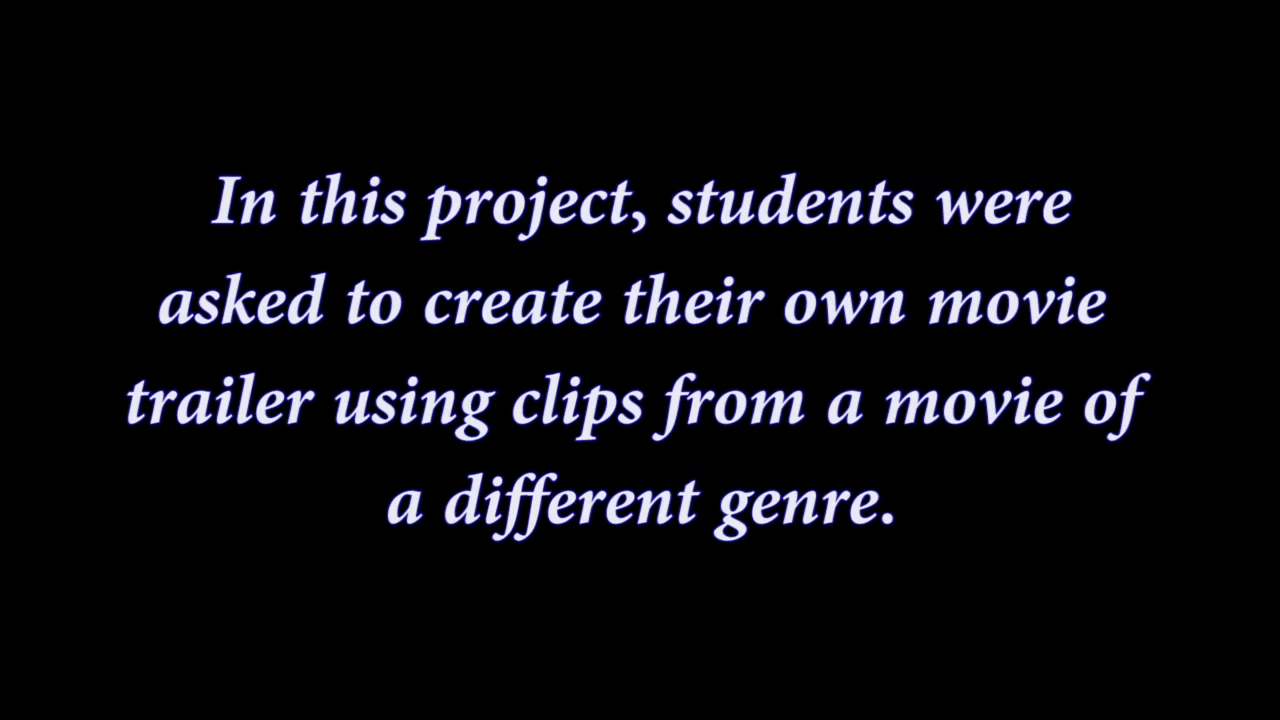 In this project, students were
asked to create their own movie
trailer using clips from a movie of
a different genre.